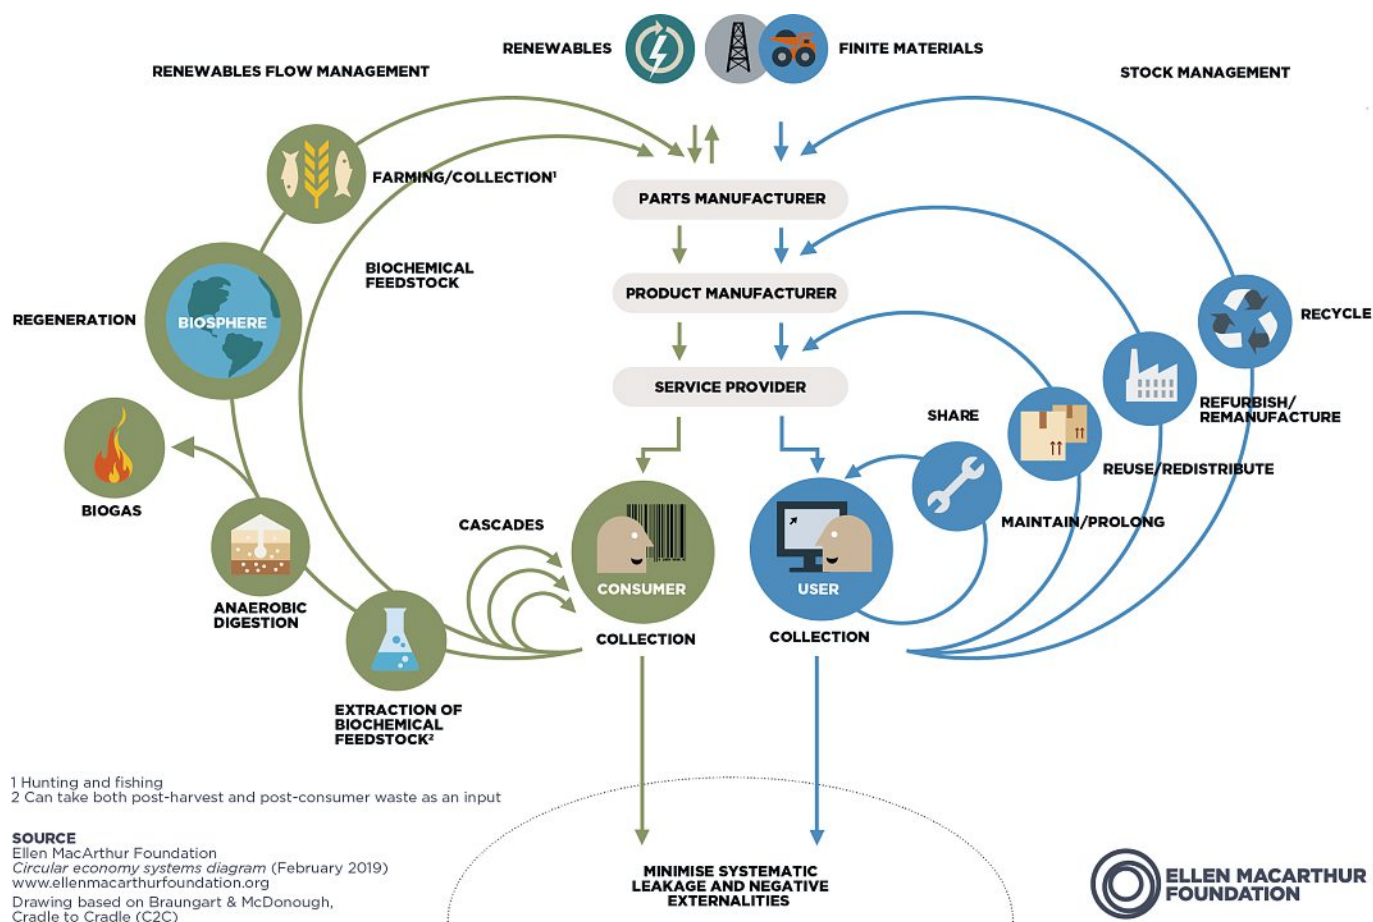 RENEWABLES
FINITE MATERIALS
RENEWABLES FLOW MANAGEMENT
STOCK MANAGEMENT
FARMING/COLLECTION¹
PARTS MANUFACTURER
BIOCHEMICAL
FEEDSTOCK
PRODUCT MANUFACTURER
REGENERATION
BIOSPHERE
RECYCLE
SERVICE PROVIDER
SHARE
REFURBISH/
REMANUFACTURE
REUSE/REDISTRIBUTE
BIOGAS
CASCADES
MAINTAIN/PROLONG
CONSUMER
USER
ANAEROBIC
DIGESTION
COLLECTION
COLLECTION
EXTRACTION OF
BIOCHEMICAL
FEEDSTOCK²
1 Hunting and fishing
2 Can take both post-harvest and post-consumer waste as an input
SOURCE
Ellen MacArthur Foundation
Circular economy systems diagram (February 2019)
www.ellenmacarthurfoundation.org
Drawing based on Braungart & McDonough,
Cradle to Cradle (C2C)
MINIMISE SYSTEMATIC
LEAKAGE AND NEGATIVE
EXTERNALITIES
ELLEN MACARTHUR
FOUNDATION